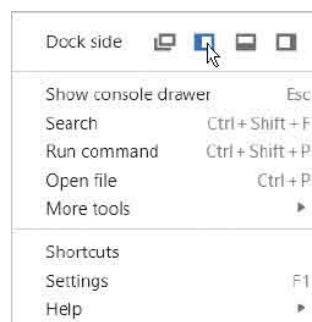 Dock side
Show console drawer Esc
Search Ctrl + Shift + F
Run command Ctrl + Shift + P
Open file Ctrl + P
More tools
Shortcuts
Settings F1
Help